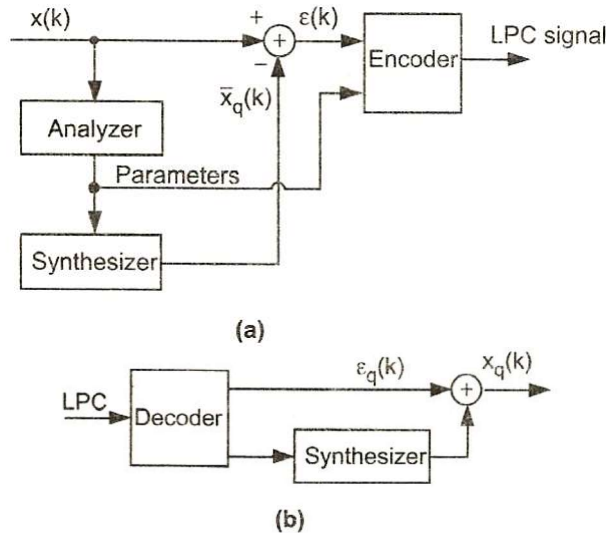 x(k)
+
ε(k)
LPC signal
+
Encoder
−
x̄q(k)
Analyzer
Parameters
Synthesizer
(a)
εq(k)
xq(k)
LPC
+
Decoder
Synthesizer
(b)